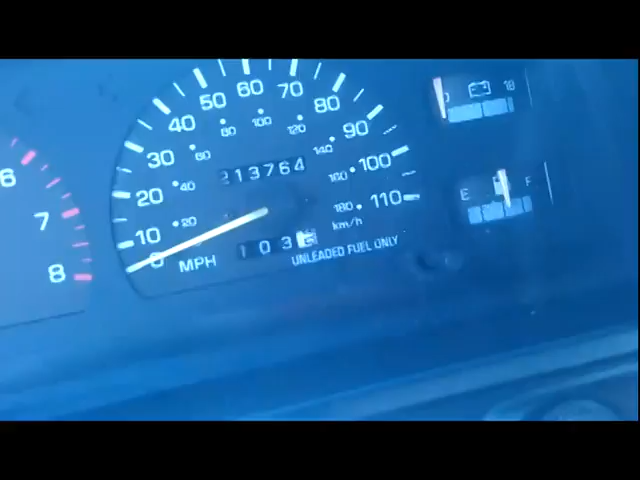 50 60 70
40 80
30 90
80 100 120
60 140
213764
20 40 160 100
180 110
10 20 km/h
0 MPH 103
UNLEADED FUEL ONLY
6
7
8
18
E F